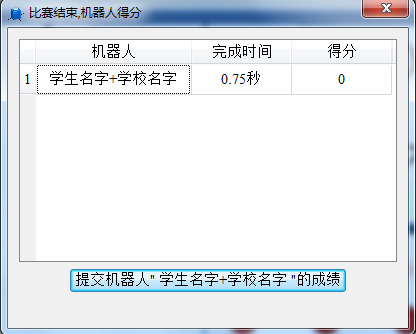 比赛结束,机器人得分
机器人 完成时间 得分
1 学生名字+学校名字 0.75秒 0
提交机器人" 学生名字+学校名字 "的成绩